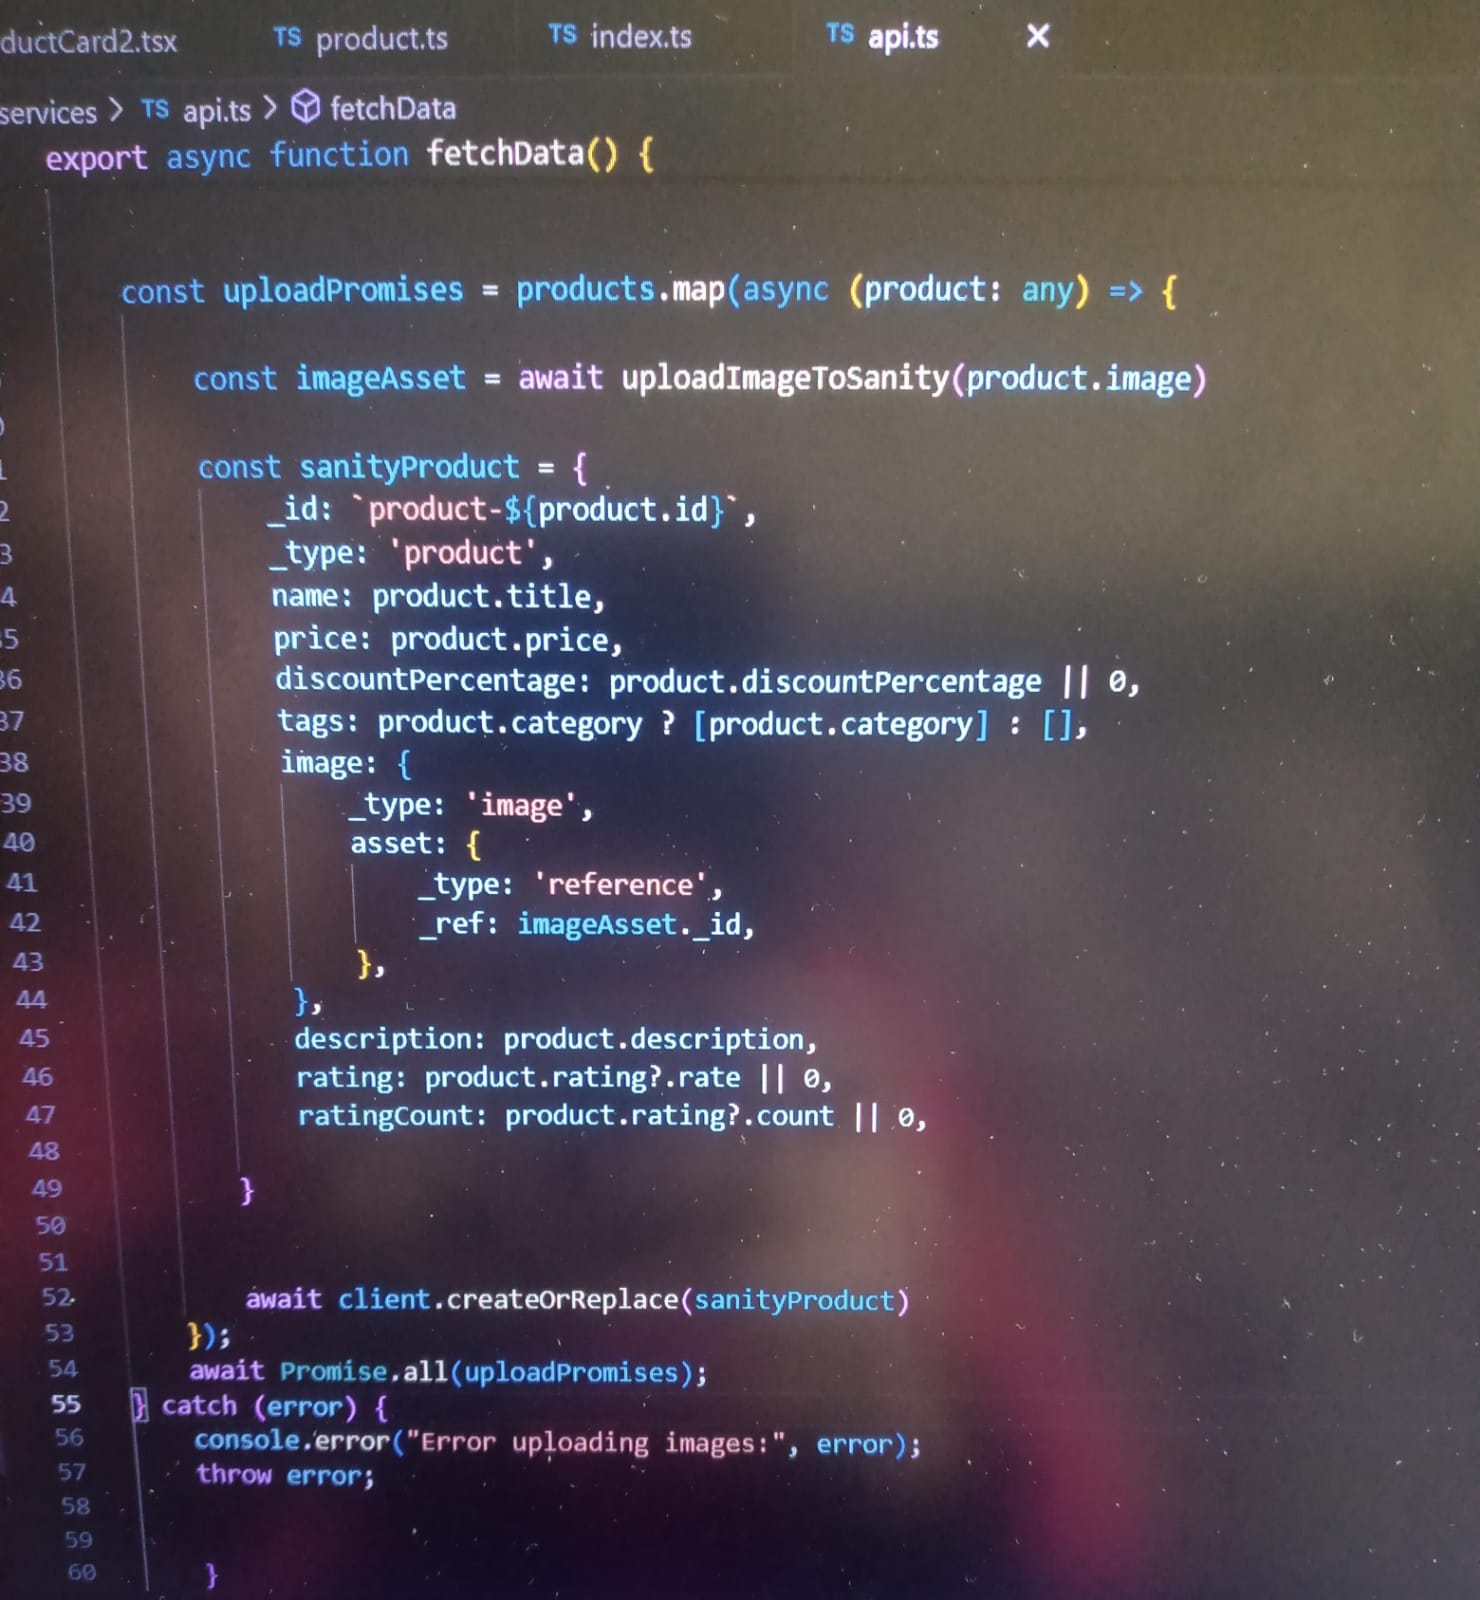 ductCard2.tsx TS product.ts TS index.ts TS api.ts ✕
services > TS api.ts > fetchData
export async function fetchData() {
const uploadPromises = products.map(async (product: any) => {
const imageAsset = await uploadImageToSanity(product.image)
const sanityProduct = {
_id: `product-${product.id}`,
_type: 'product',
name: product.title,
35 price: product.price,
36 discountPercentage: product.discountPercentage || 0,
37 tags: product.category ? [product.category] : [],
38 image: {
39 _type: 'image',
40 asset: {
41 _type: 'reference',
42 _ref: imageAsset._id,
43 },
44 },
45 description: product.description,
46 rating: product.rating?.rate || 0,
47 ratingCount: product.rating?.count || 0,
48
49 }
50
51
52 await client.createOrReplace(sanityProduct)
53 });
54 await Promise.all(uploadPromises);
55 } catch (error) {
56 console.error("Error uploading images:", error);
57 throw error;
58
59
60 }